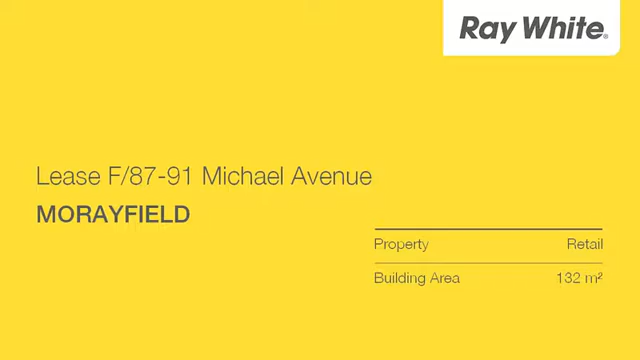 Ray White®
Lease F/87-91 Michael Avenue
MORAYFIELD
Property Retail
Building Area 132 m²